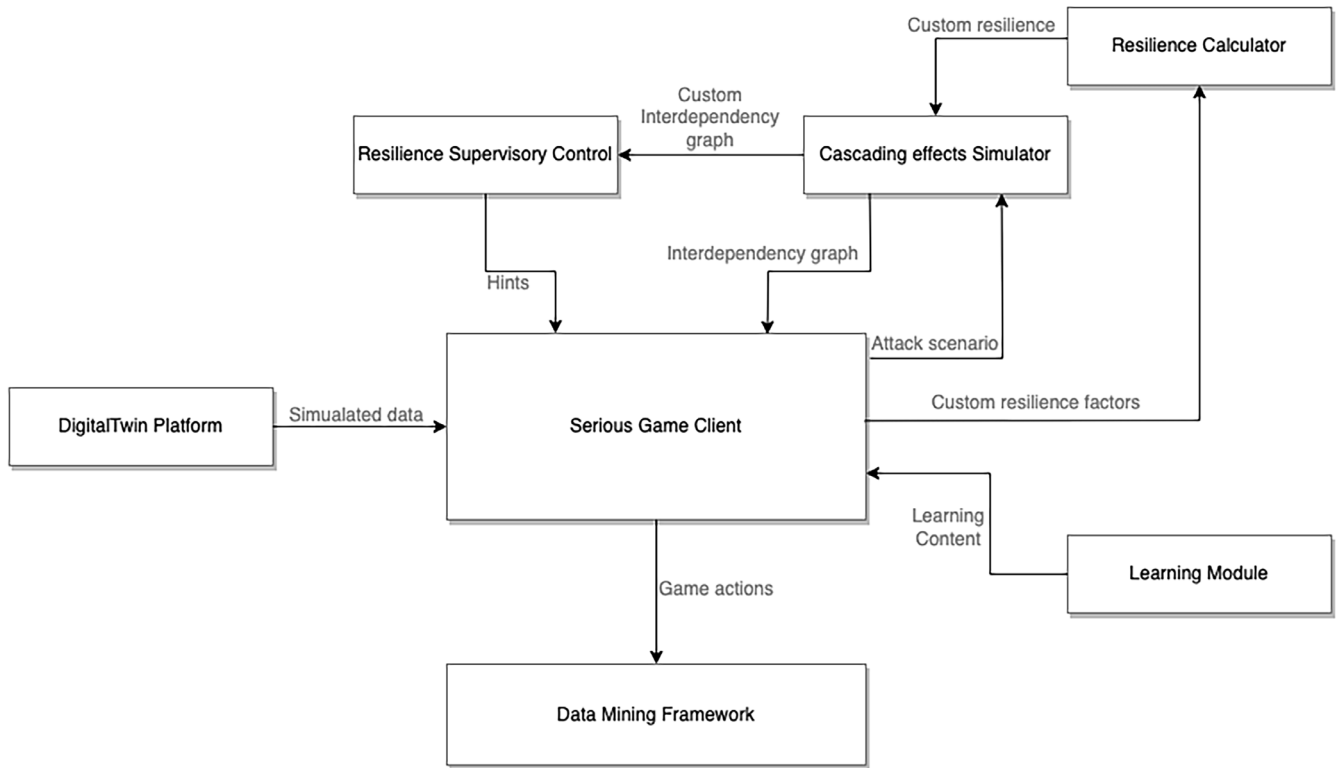 Custom resilience
Resilience Calculator
Custom
Interdependency
graph
Resilience Supervisory Control
Cascading effects Simulator
Interdependency graph
Hints
Attack scenario
Custom resilience factors
DigitalTwin Platform
Simualated data
Serious Game Client
Learning
Content
Learning Module
Game actions
Data Mining Framework